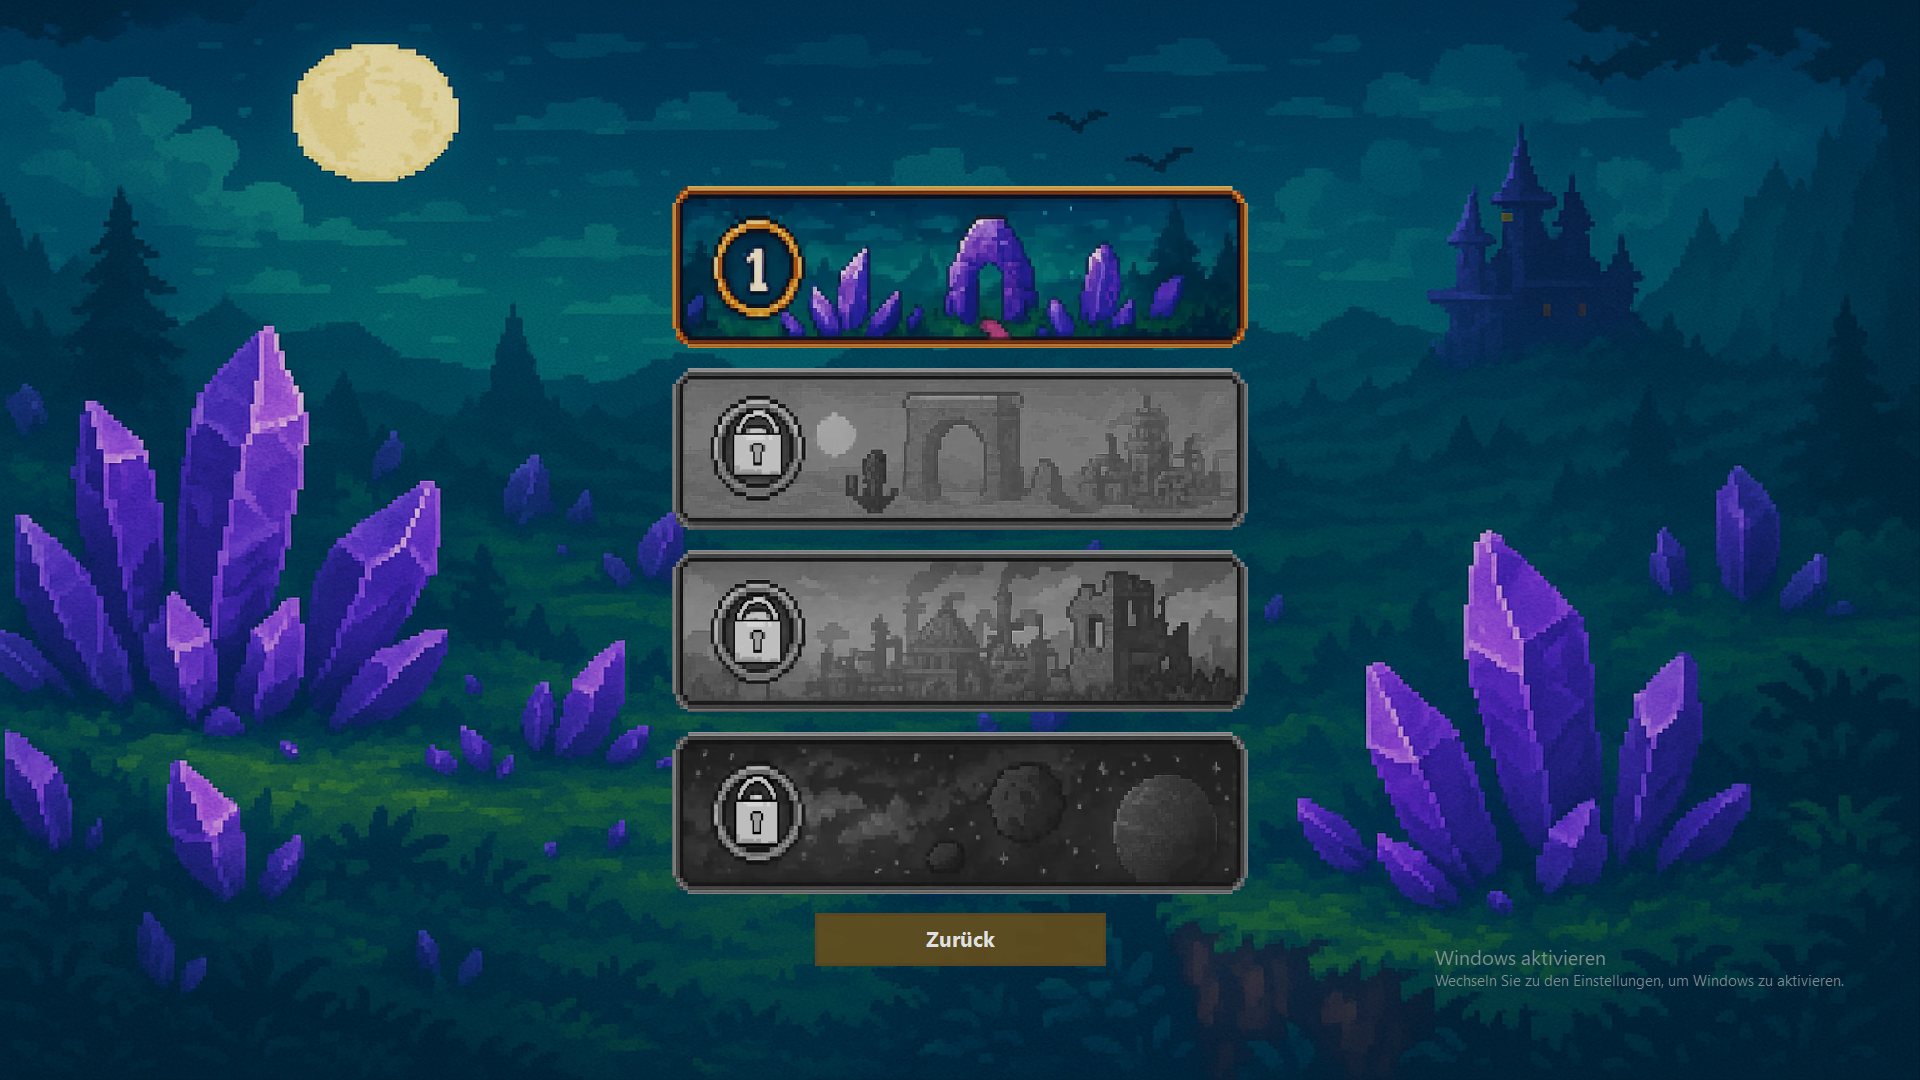 1
Zurück
Windows aktivieren
Wechseln Sie zu den Einstellungen, um Windows zu aktivieren.